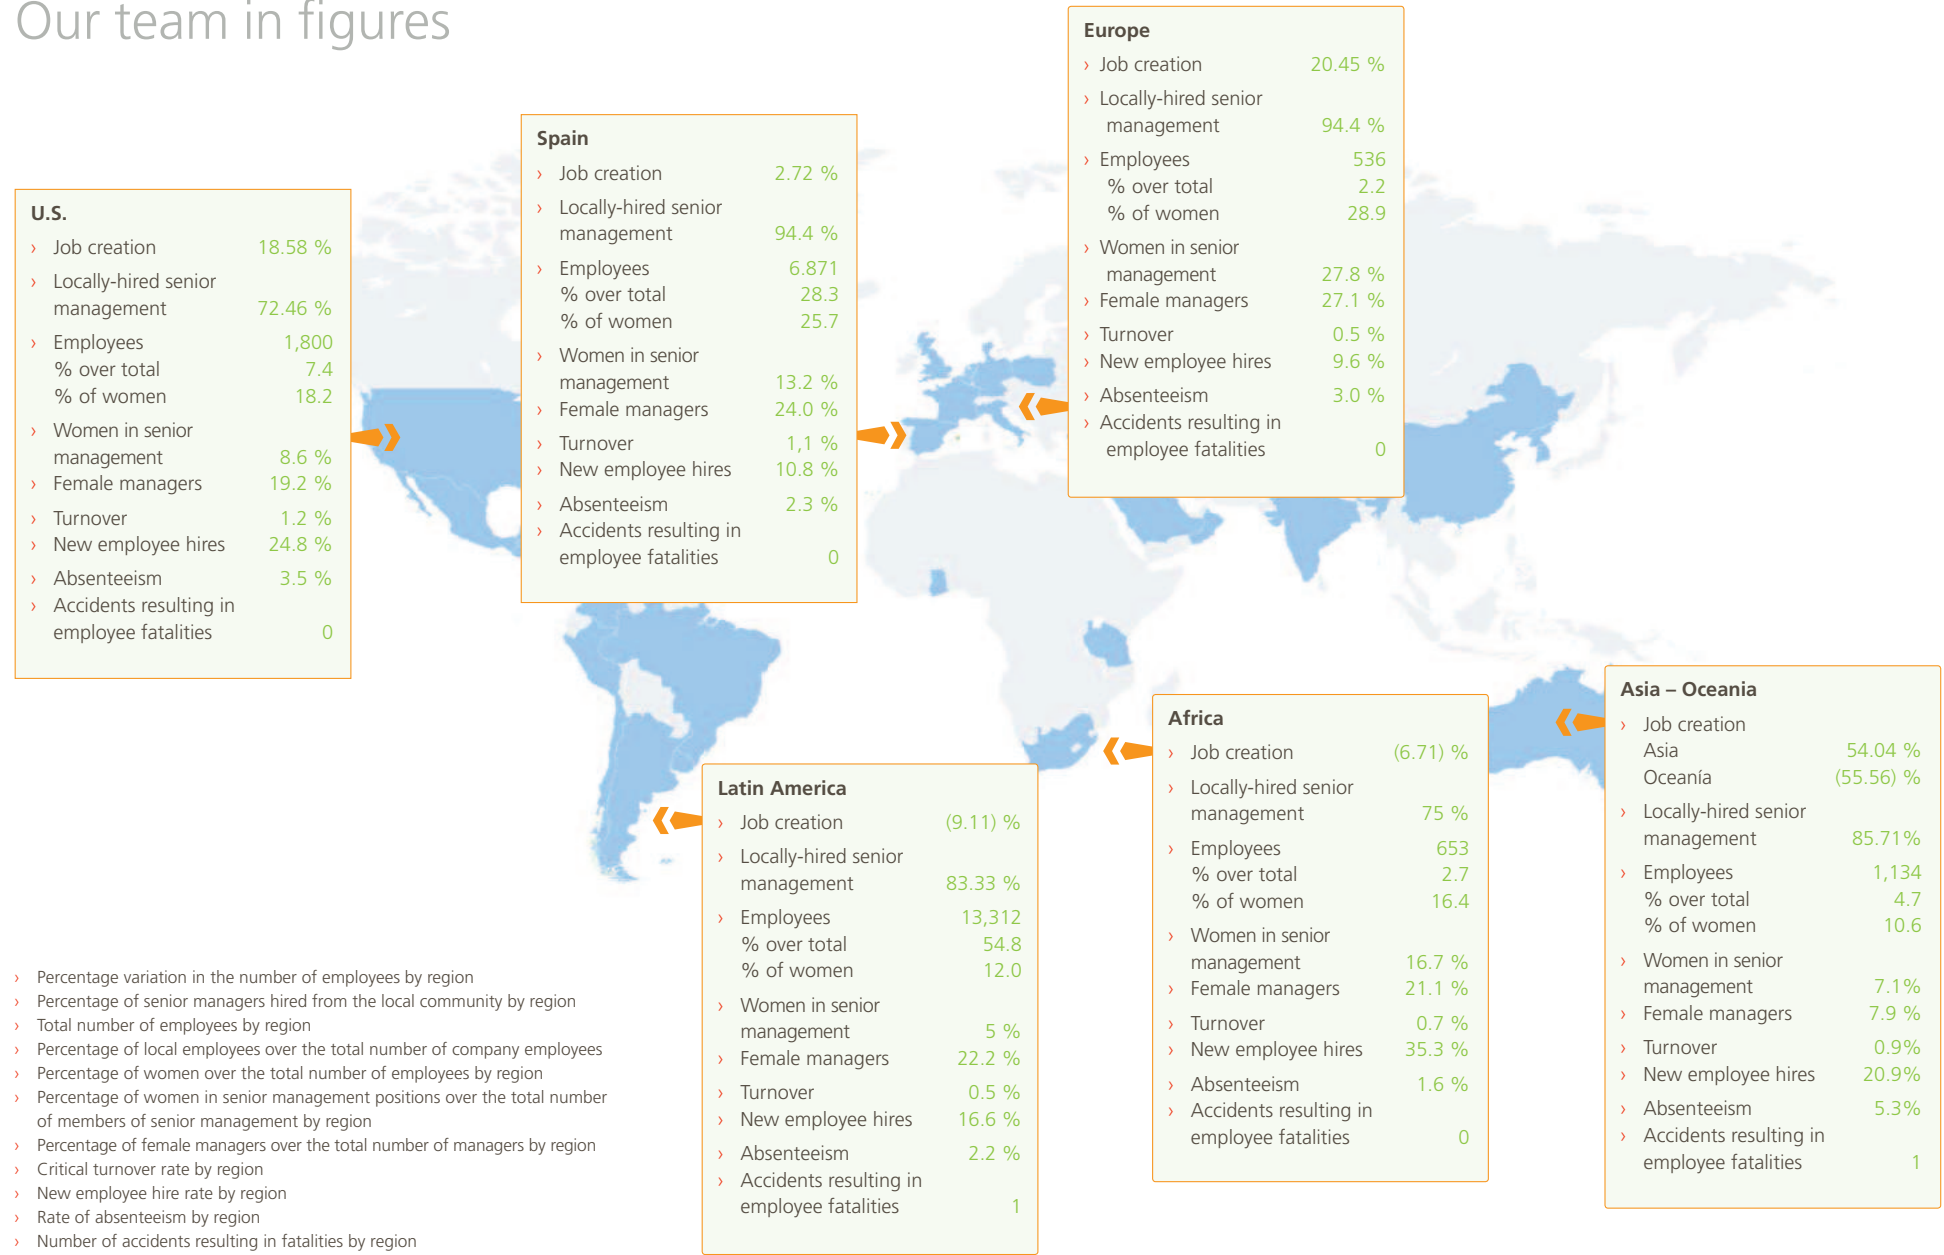 Our team in figures
U.S.
› Job creation 18.58 %
› Locally-hired senior
management 72.46 %
› Employees 1,800
% over total 7.4
% of women 18.2
› Women in senior
management 8.6 %
› Female managers 19.2 %
› Turnover 1.2 %
› New employee hires 24.8 %
› Absenteeism 3.5 %
› Accidents resulting in
employee fatalities 0
Spain
› Job creation 2.72 %
› Locally-hired senior
management 94.4 %
› Employees 6.871
% over total 28.3
% of women 25.7
› Women in senior
management 13.2 %
› Female managers 24.0 %
› Turnover 1,1 %
› New employee hires 10.8 %
› Absenteeism 2.3 %
› Accidents resulting in
employee fatalities 0
Europe
› Job creation 20.45 %
› Locally-hired senior
management 94.4 %
› Employees 536
% over total 2.2
% of women 28.9
› Women in senior
management 27.8 %
› Female managers 27.1 %
› Turnover 0.5 %
› New employee hires 9.6 %
› Absenteeism 3.0 %
› Accidents resulting in
employee fatalities 0
Latin America
› Job creation (9.11) %
› Locally-hired senior
management 83.33 %
› Employees 13,312
% over total 54.8
% of women 12.0
› Women in senior
management 5 %
› Female managers 22.2 %
› Turnover 0.5 %
› New employee hires 16.6 %
› Absenteeism 2.2 %
› Accidents resulting in
employee fatalities 1
Africa
› Job creation (6.71) %
› Locally-hired senior
management 75 %
› Employees 653
% over total 2.7
% of women 16.4
› Women in senior
management 16.7 %
› Female managers 21.1 %
› Turnover 0.7 %
› New employee hires 35.3 %
› Absenteeism 1.6 %
› Accidents resulting in
employee fatalities 0
Asia – Oceania
› Job creation
Asia 54.04 %
Oceanía (55.56) %
› Locally-hired senior
management 85.71%
› Employees 1,134
% over total 4.7
% of women 10.6
› Women in senior
management 7.1%
› Female managers 7.9 %
› Turnover 0.9%
› New employee hires 20.9%
› Absenteeism 5.3%
› Accidents resulting in
employee fatalities 1
› Percentage variation in the number of employees by region
› Percentage of senior managers hired from the local community by region
› Total number of employees by region
› Percentage of local employees over the total number of company employees
› Percentage of women over the total number of employees by region
› Percentage of women in senior management positions over the total number
of members of senior management by region
› Percentage of female managers over the total number of managers by region
› Critical turnover rate by region
› New employee hire rate by region
› Rate of absenteeism by region
› Number of accidents resulting in fatalities by region